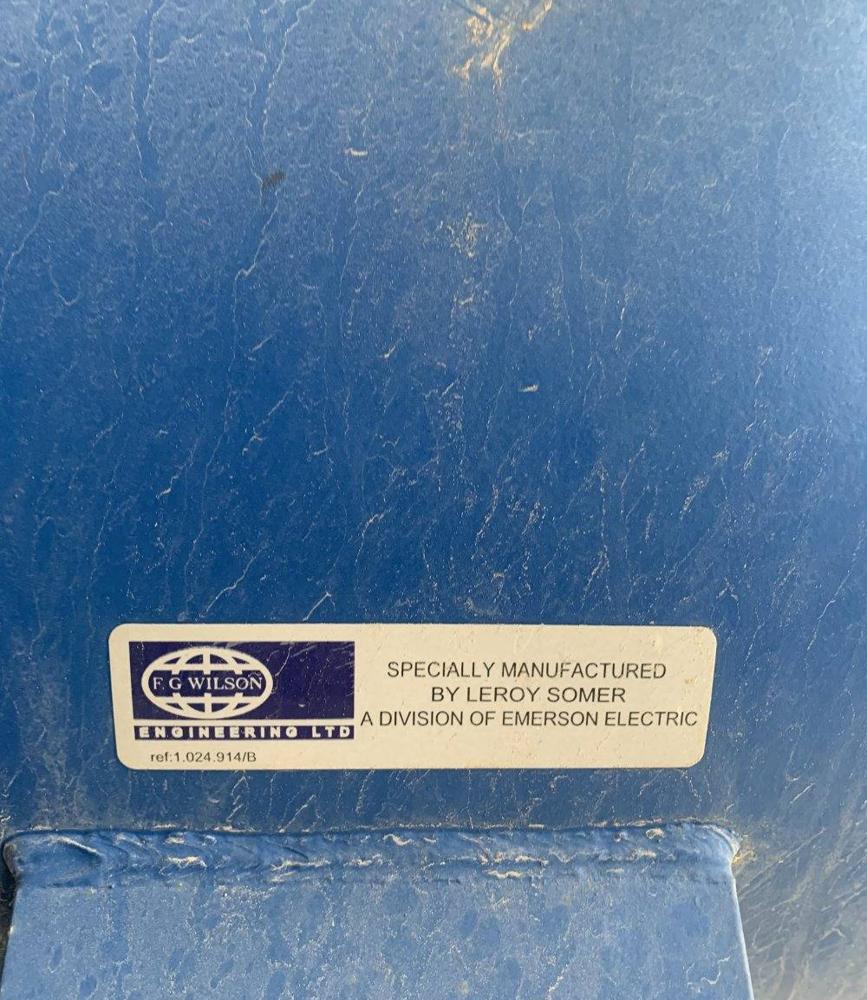 F G WILSON
ENGINEERING LTD
ref:1.024.914/B
SPECIALLY MANUFACTURED
BY LEROY SOMER
A DIVISION OF EMERSON ELECTRIC